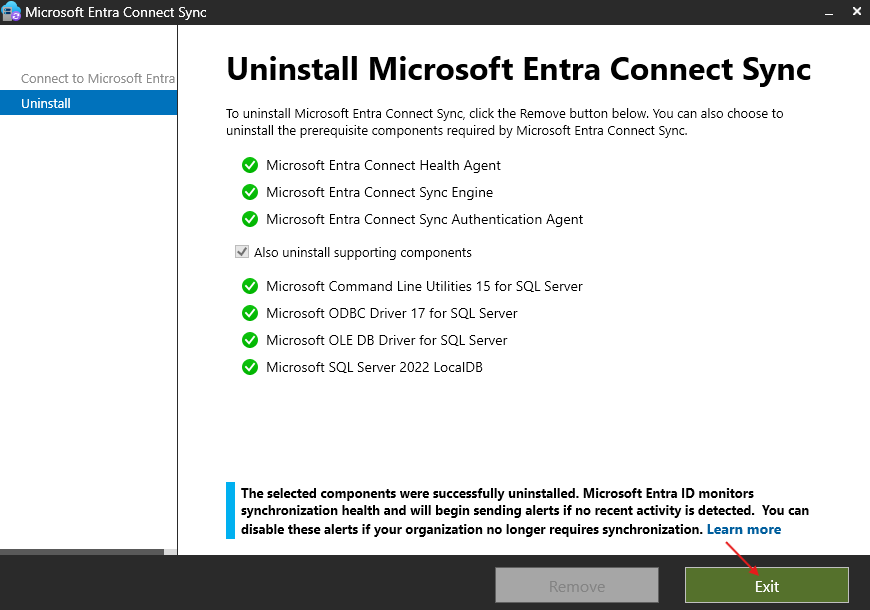 Microsoft Entra Connect Sync
Connect to Microsoft Entra
Uninstall
Uninstall Microsoft Entra Connect Sync
To uninstall Microsoft Entra Connect Sync, click the Remove button below. You can also choose to
uninstall the prerequisite components required by Microsoft Entra Connect Sync.
Microsoft Entra Connect Health Agent
Microsoft Entra Connect Sync Engine
Microsoft Entra Connect Sync Authentication Agent
Also uninstall supporting components
Microsoft Command Line Utilities 15 for SQL Server
Microsoft ODBC Driver 17 for SQL Server
Microsoft OLE DB Driver for SQL Server
Microsoft SQL Server 2022 LocalDB
The selected components were successfully uninstalled. Microsoft Entra ID monitors
synchronization health and will begin sending alerts if no recent activity is detected.  You can
disable these alerts if your organization no longer requires synchronization. Learn more
Remove
Exit